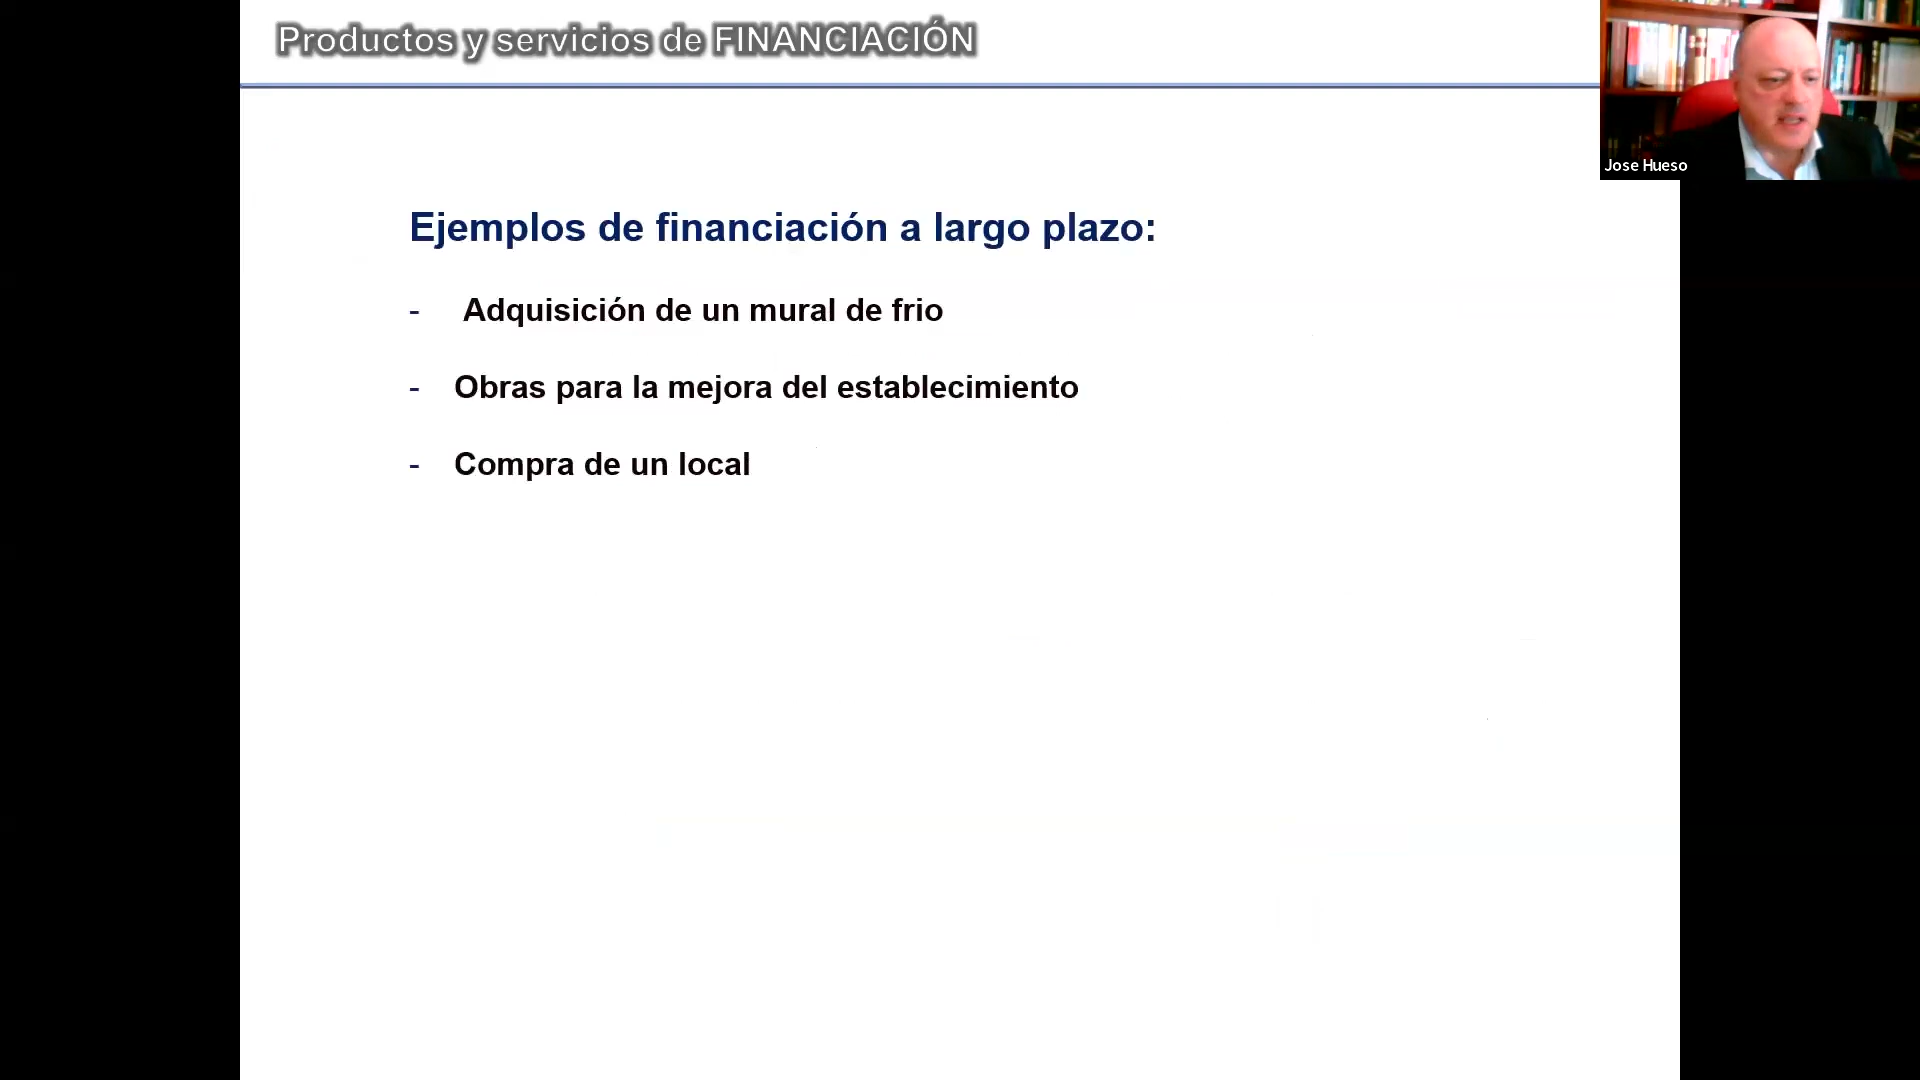 Productos y servicios de FINANCIACIÓN
Jose Hueso
Ejemplos de financiación a largo plazo:
- Adquisición de un mural de frio
- Obras para la mejora del establecimiento
- Compra de un local